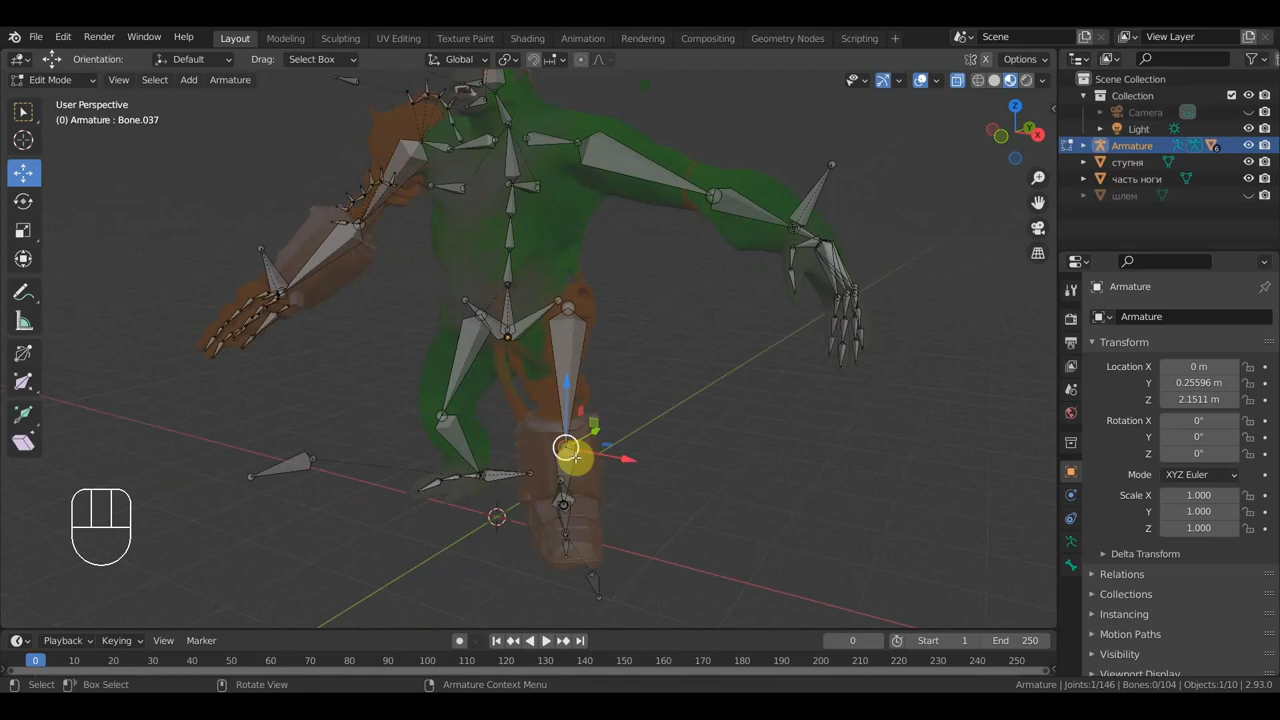 File Edit Render Window Help Layout Modeling Sculpting UV Editing Texture Paint Shading Animation Rendering Compositing Geometry Nodes Scripting + Scene View Layer
Orientation: Default Drag: Select Box Global X Options
Edit Mode View Select Add Armature
User Perspective
(0) Armature : Bone.037
Z
Y
X
Scene Collection
Collection
Camera
Light
Armature 6
ступня
часть ноги
шлем
Armature
Armature
Transform
Location X 0 m
Y 0.25596 m
Z 2.1511 m
Rotation X 0°
Y 0°
Z 0°
Mode XYZ Euler
Scale X 1.000
Y 1.000
Z 1.000
Delta Transform
Relations
Collections
Instancing
Motion Paths
Visibility
Viewport Display
Playback Keying View Marker 0 Start 1 End 250
0 10 20 30 40 50 60 70 80 90 100 110 120 130 140 150 160 170 180 190 200 210 220 230 240 250
Select Box Select Rotate View Armature Context Menu Armature | Joints:1/146 | Bones:0/104 | Objects:1/10 | 2.93.0